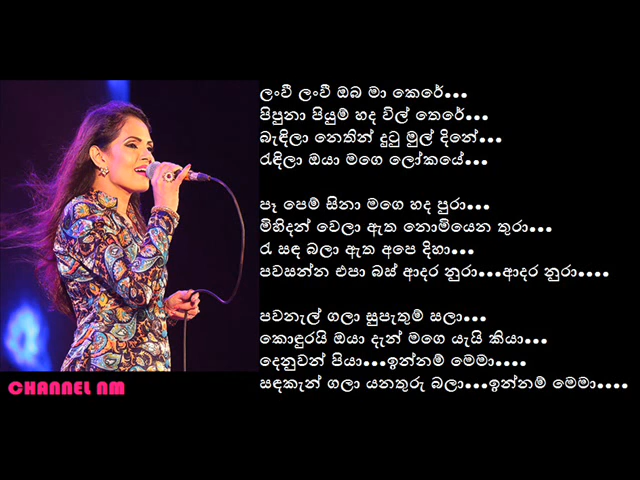 ලංවී ලංවී ඔබ මා කෙරේ...
පිපුනා පියුම් හද විල් තෙරේ...
බැඳිලා නෙතින් දුටු මුල් දිනේ...
රැඳිලා ඔයා මගෙ ලෝකයේ...

පෑ පෙම් සිනා මගෙ හද පුරා...
මිහිදන් වෙලා ඇත නොමියෙන තුරා...
රෑ සඳ බලා ඇත අපෙ දිහා...
පවසන්න එපා බස් ආදර නුරා...ආදර නුරා....

පවනැල් ගලා සුපැතුම් සලා...
කොඳුරයි ඔයා දැන් මගෙ යැයි කියා...
දෙනුවන් පියා...ඉන්නම් මෙමා....
සඳකැන් ගලා යනතුරු බලා...ඉන්නම් මෙමා....
CHANNEL NM